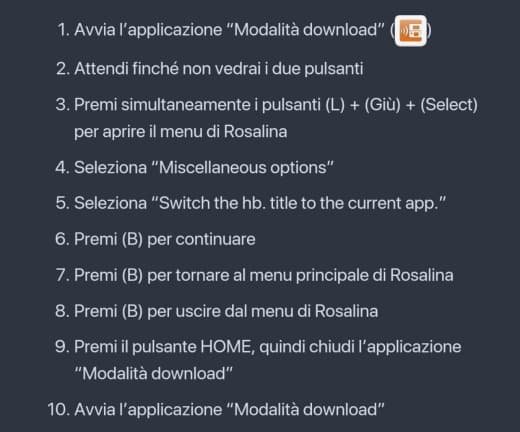 1. Avvia l’applicazione “Modalità download” ()
2. Attendi finché non vedrai i due pulsanti
3. Premi simultaneamente i pulsanti (L) + (Giù) + (Select)
per aprire il menu di Rosalina
4. Seleziona “Miscellaneous options”
5. Seleziona “Switch the hb. title to the current app.”
6. Premi (B) per continuare
7. Premi (B) per tornare al menu principale di Rosalina
8. Premi (B) per uscire dal menu di Rosalina
9. Premi il pulsante HOME, quindi chiudi l’applicazione
“Modalità download”
10. Avvia l’applicazione “Modalità download”